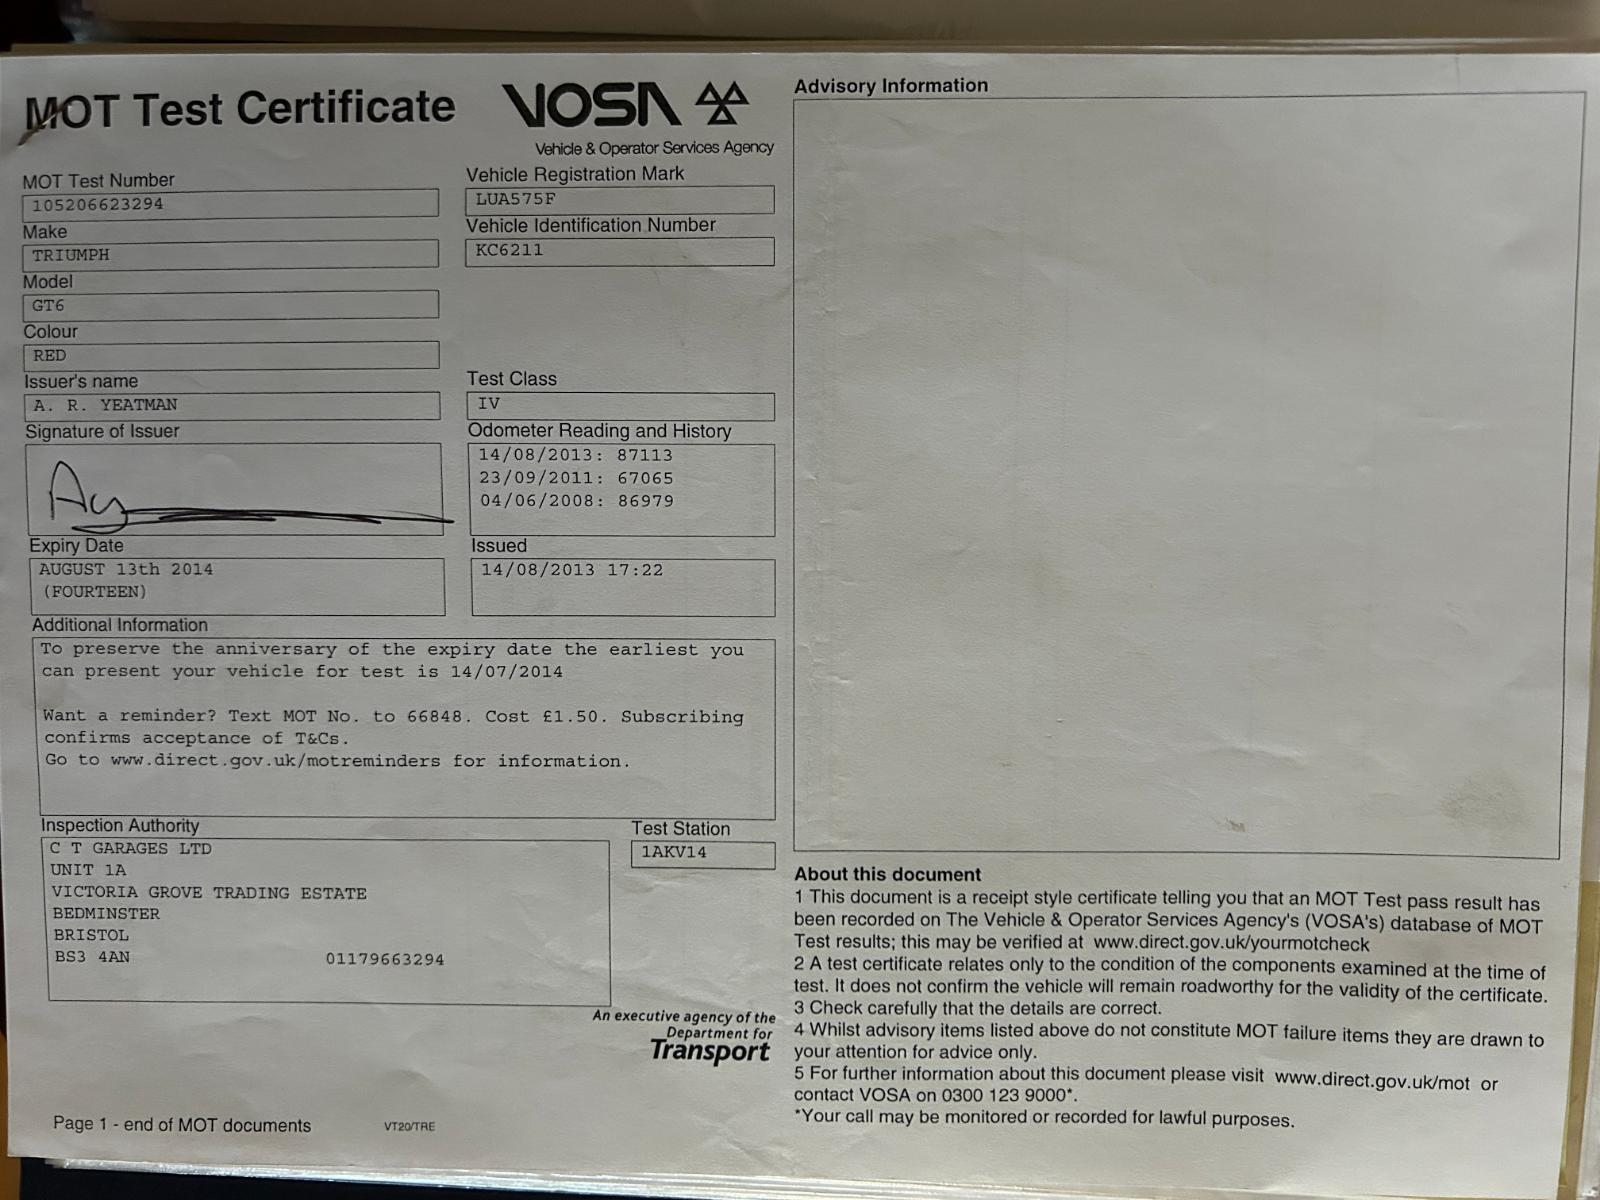 MOT Test Certificate
VOSA
Vehicle & Operator Services Agency
MOT Test Number
105206623294
Vehicle Registration Mark
LUA575F
Make
TRIUMPH
Vehicle Identification Number
KC6211
Model
GT6
Colour
RED
Issuer's name
A. R. YEATMAN
Test Class
IV
Signature of Issuer
Odometer Reading and History
14/08/2013: 87113
23/09/2011: 67065
04/06/2008: 86979
Expiry Date
AUGUST 13th 2014
(FOURTEEN)
Issued
14/08/2013 17:22
Additional Information
To preserve the anniversary of the expiry date the earliest you
can present your vehicle for test is 14/07/2014
Want a reminder? Text MOT No. to 66848. Cost £1.50. Subscribing
confirms acceptance of T&Cs.
Go to www.direct.gov.uk/motreminders for information.
Inspection Authority
C T GARAGES LTD
UNIT 1A
VICTORIA GROVE TRADING ESTATE
BEDMINSTER
BRISTOL
BS3 4AN 01179663294
Test Station
1AKV14
An executive agency of the
Department for
Transport
Page 1 - end of MOT documents
VT20/TRE
Advisory Information
About this document
1 This document is a receipt style certificate telling you that an MOT Test pass result has
been recorded on The Vehicle & Operator Services Agency's (VOSA's) database of MOT
Test results; this may be verified at www.direct.gov.uk/yourmotcheck
2 A test certificate relates only to the condition of the components examined at the time of
test. It does not confirm the vehicle will remain roadworthy for the validity of the certificate.
3 Check carefully that the details are correct.
4 Whilst advisory items listed above do not constitute MOT failure items they are drawn to
your attention for advice only.
5 For further information about this document please visit www.direct.gov.uk/mot or
contact VOSA on 0300 123 9000*.
*Your call may be monitored or recorded for lawful purposes.